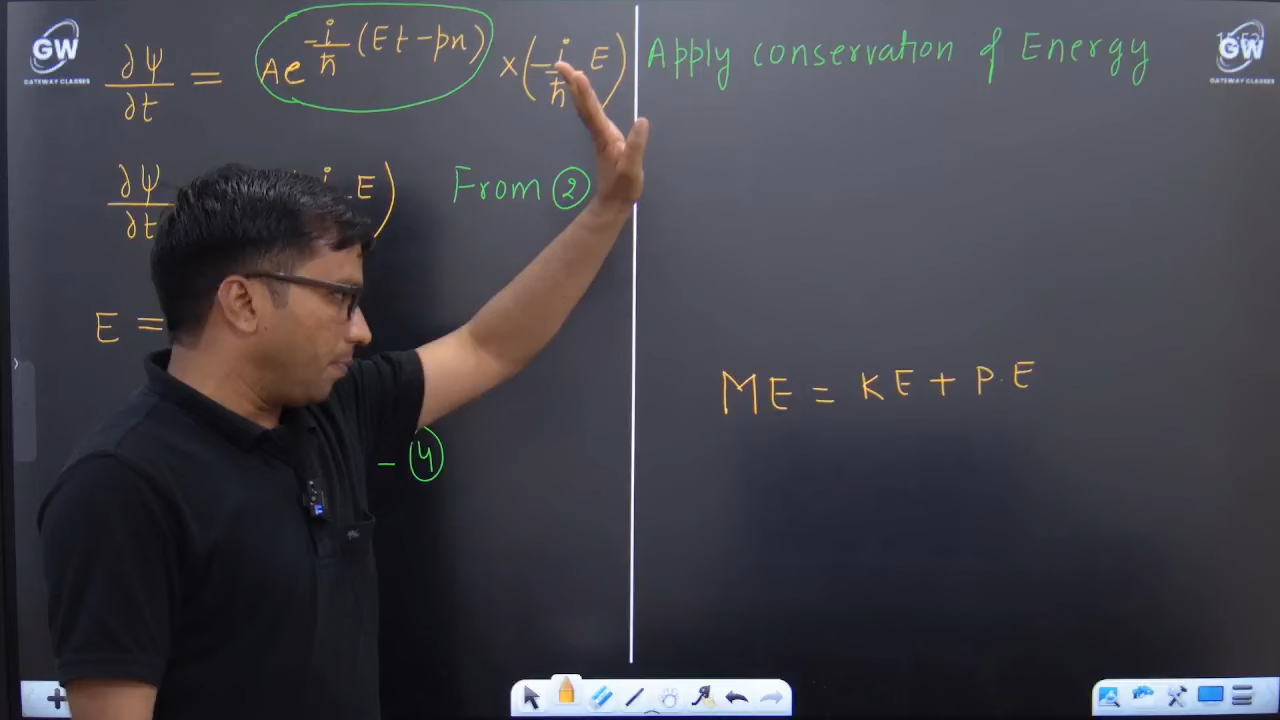 GW
GATEWAY CLASSES
∂ψ/∂t = Ae^{-i/ħ (Et-px)} × (-i/ħ E)
∂ψ/∂t i E) From ②
E =
- ④
Apply conservation of Energy
GW
GATEWAY CLASSES
ME = KE + P.E